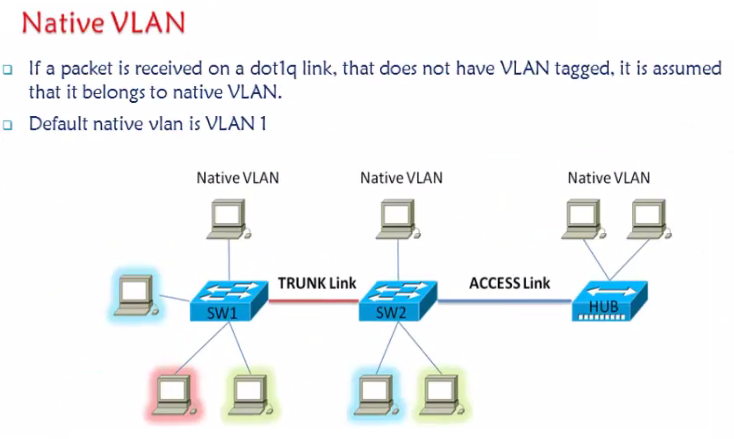 Native VLAN
If a packet is received on a dot1q link, that does not have VLAN tagged, it is assumed
that it belongs to native VLAN.
Default native vlan is VLAN 1
Native VLAN
Native VLAN
Native VLAN
TRUNK Link
ACCESS Link
SW1
SW2
HUB